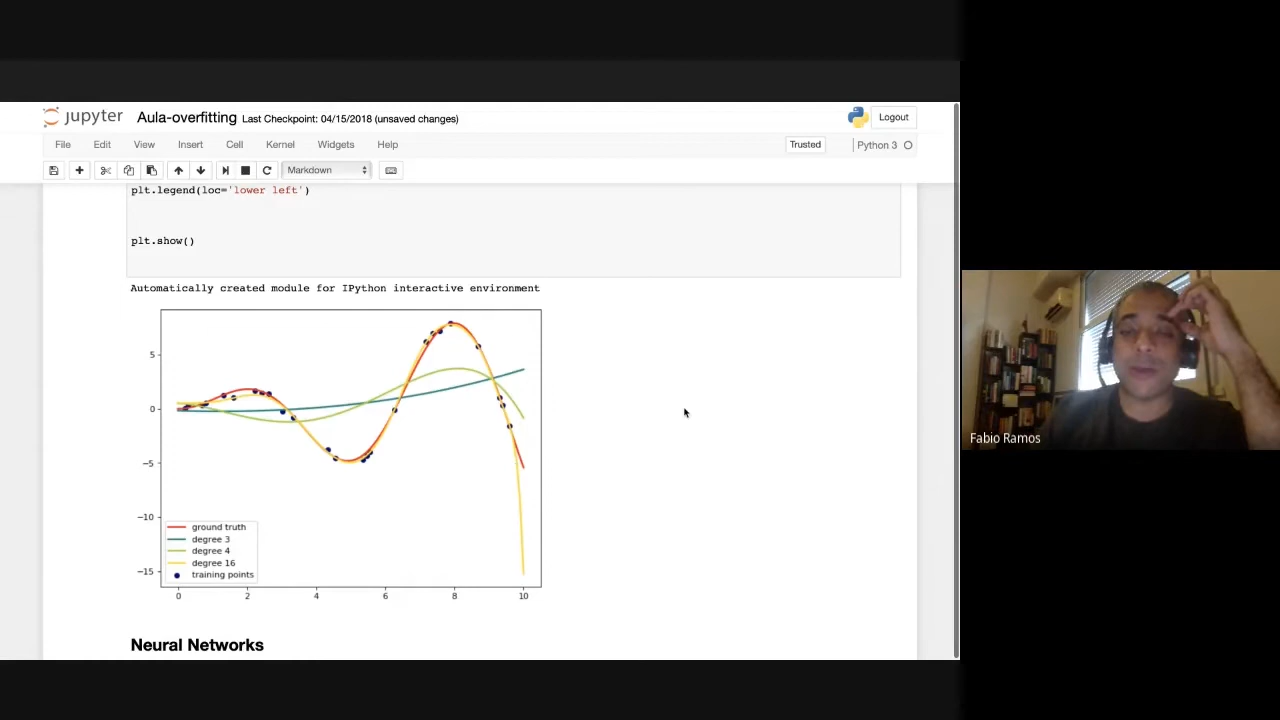 jupyter Aula-overfitting Last Checkpoint: 04/15/2018 (unsaved changes) Logout
File Edit View Insert Cell Kernel Widgets Help Trusted Python 3
Markdown
plt.legend(loc='lower left')
plt.show()
Automatically created module for IPython interactive environment
5
0
−5
−10
−15
ground truth
degree 3
degree 4
degree 16
training points
0 2 4 6 8 10
Neural Networks
Fabio Ramos